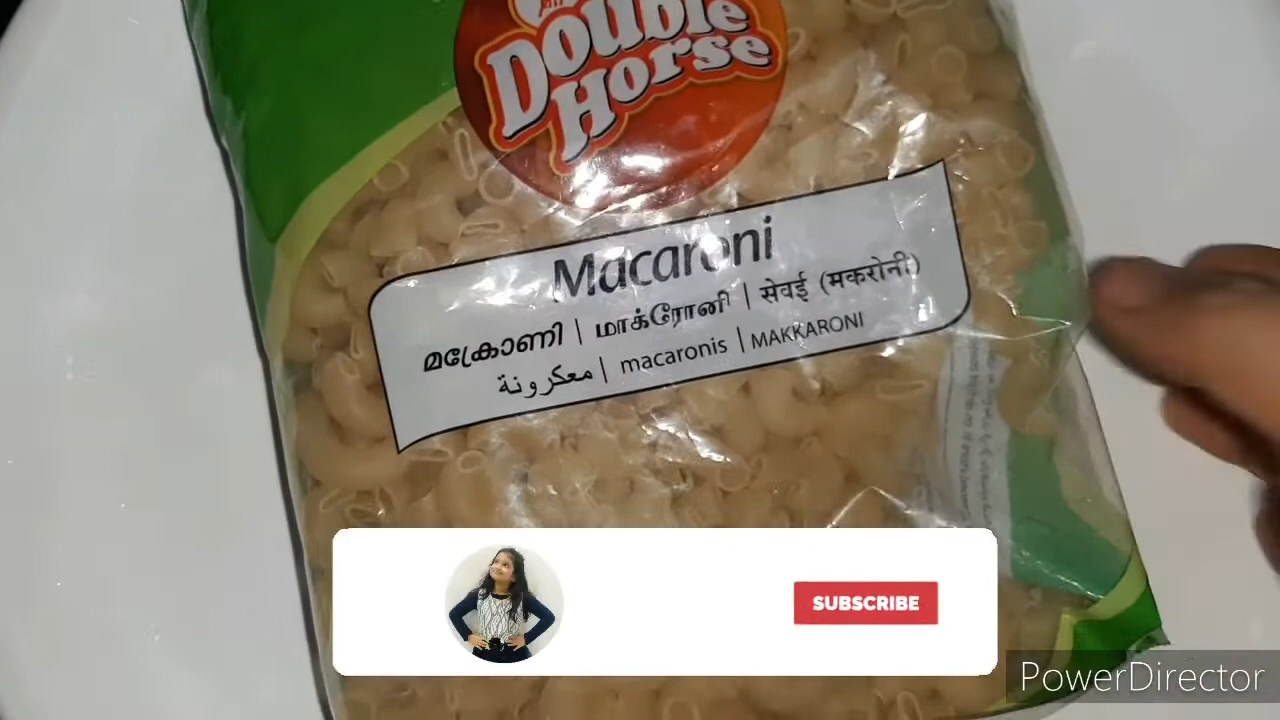 Double
Horse
Macaroni
മക്രോണി | மாக்ரோனி | सेवई (मकरोनी)
معكرونة | macaronis | MAKKARONI
SUBSCRIBE
PowerDirector